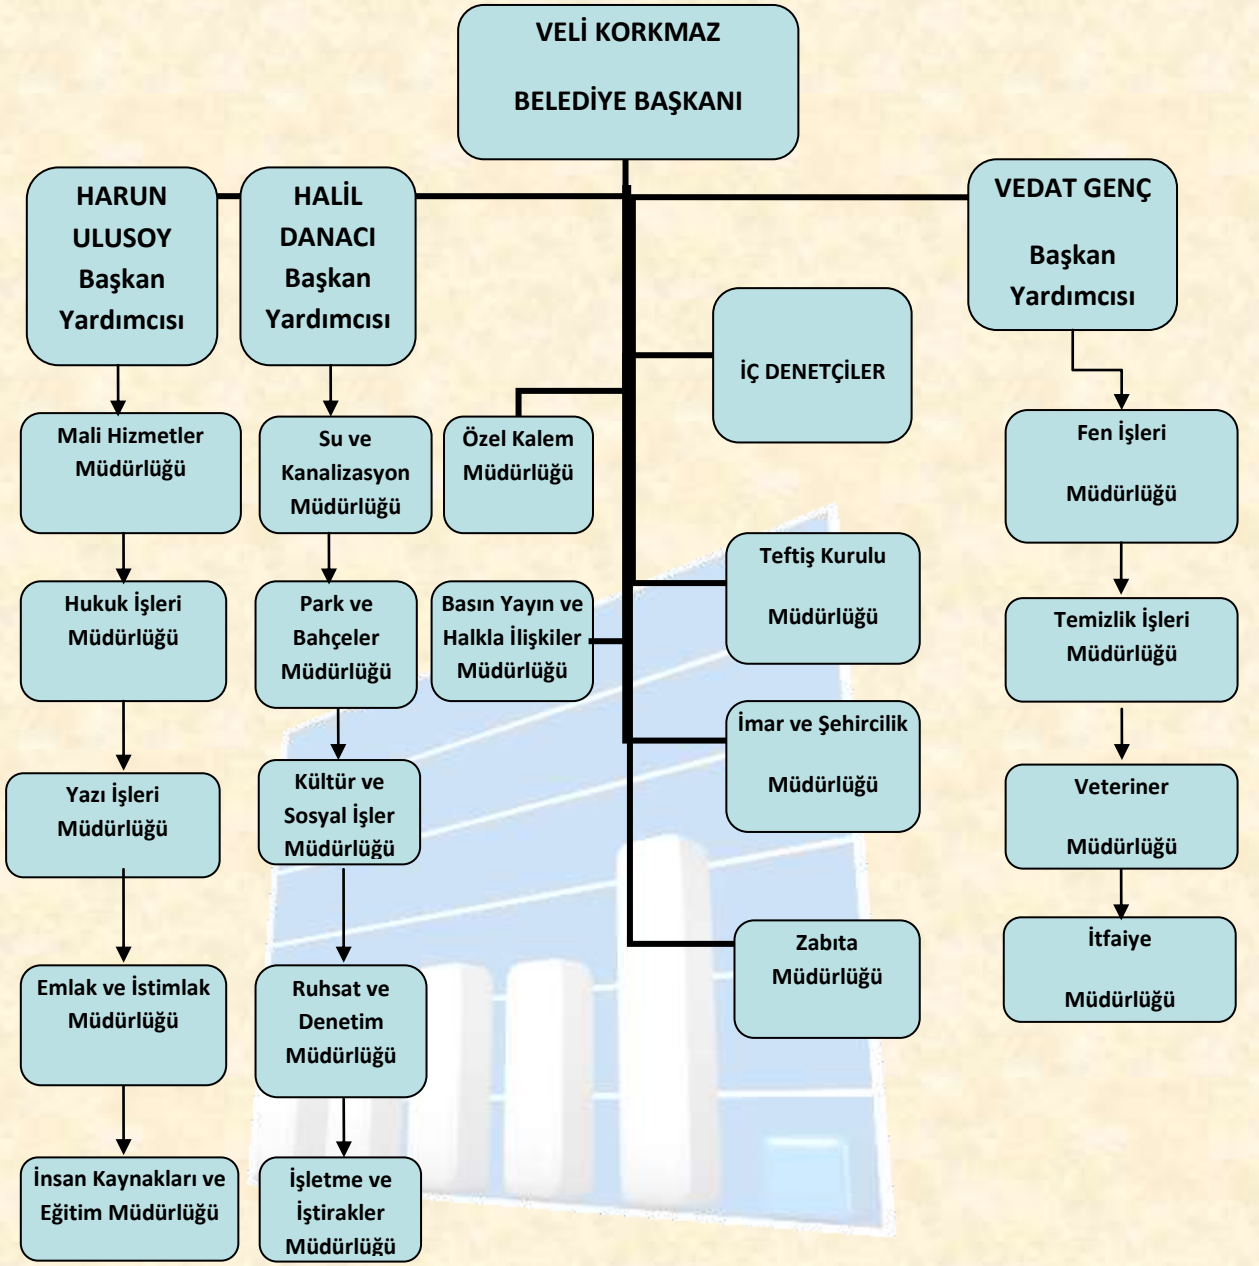 VELİ KORKMAZ
BELEDİYE BAŞKANI
HARUN
ULUSOY
Başkan
Yardımcısı
HALİL
DANACI
Başkan
Yardımcısı
VEDAT GENÇ
Başkan
Yardımcısı
İÇ DENETÇİLER
Mali Hizmetler
Müdürlüğü
Su ve
Kanalizasyon
Müdürlüğü
Özel Kalem
Müdürlüğü
Fen İşleri
Müdürlüğü
Teftiş Kurulu
Müdürlüğü
Hukuk İşleri
Müdürlüğü
Park ve
Bahçeler
Müdürlüğü
Basın Yayın ve
Halkla İlişkiler
Müdürlüğü
Temizlik İşleri
Müdürlüğü
İmar ve Şehircilik
Müdürlüğü
Yazı İşleri
Müdürlüğü
Kültür ve
Sosyal İşler
Müdürlüğü
Veteriner
Müdürlüğü
Zabıta
Müdürlüğü
İtfaiye
Müdürlüğü
Emlak ve İstimlak
Müdürlüğü
Ruhsat ve
Denetim
Müdürlüğü
İnsan Kaynakları ve
Eğitim Müdürlüğü
İşletme ve
İştirakler
Müdürlüğü